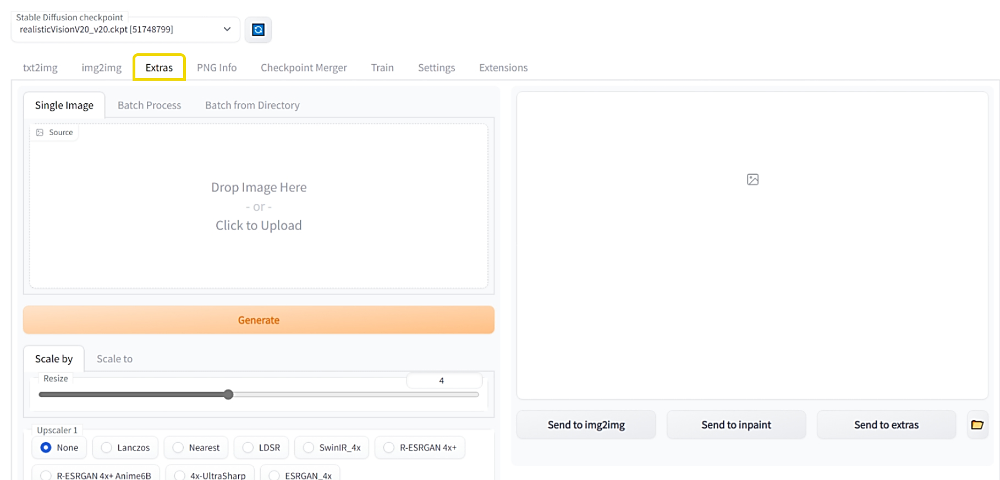 Stable Diffusion checkpoint
realisticVisionV20_v20.ckpt [51748799]
txt2img img2img Extras PNG Info Checkpoint Merger Train Settings Extensions
Single Image Batch Process Batch from Directory
Source
Drop Image Here
- or -
Click to Upload
Generate
Scale by Scale to
Resize
4
Upscaler 1
None Lanczos Nearest LDSR SwinIR_4x R-ESRGAN 4x+
R-ESRGAN 4x+ Anime6B 4x-UltraSharp ESRGAN_4x
Send to img2img Send to inpaint Send to extras